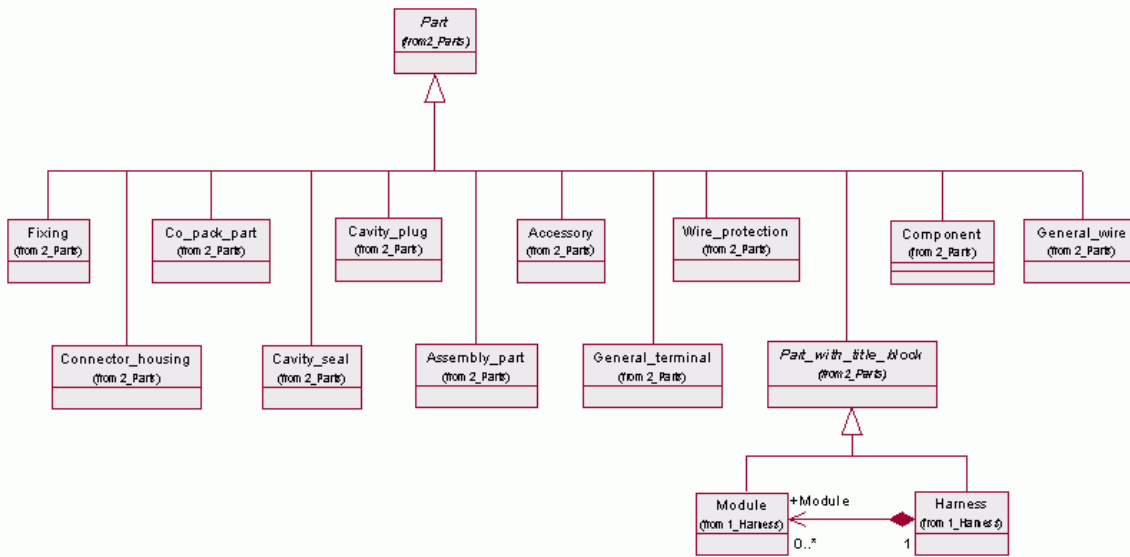 Part
(from 2_Parts)
Fixing
(from 2_Parts)
Co_pack_part
(from 2_Parts)
Cavity_plug
(from 2_Parts)
Accessory
(from 2_Parts)
Wire_protection
(from 2_Parts)
Component
(from 2_Parts)
General_wire
(from 2_Parts)
Connector_housing
(from 2_Parts)
Cavity_seal
(from 2_Parts)
Assembly_part
(from 2_Parts)
General_terminal
(from 2_Parts)
Part_with_title_block
(from 2_Parts)
Module
(from 1_Harness)
+Module
0..*
1
Harness
(from 1_Harness)